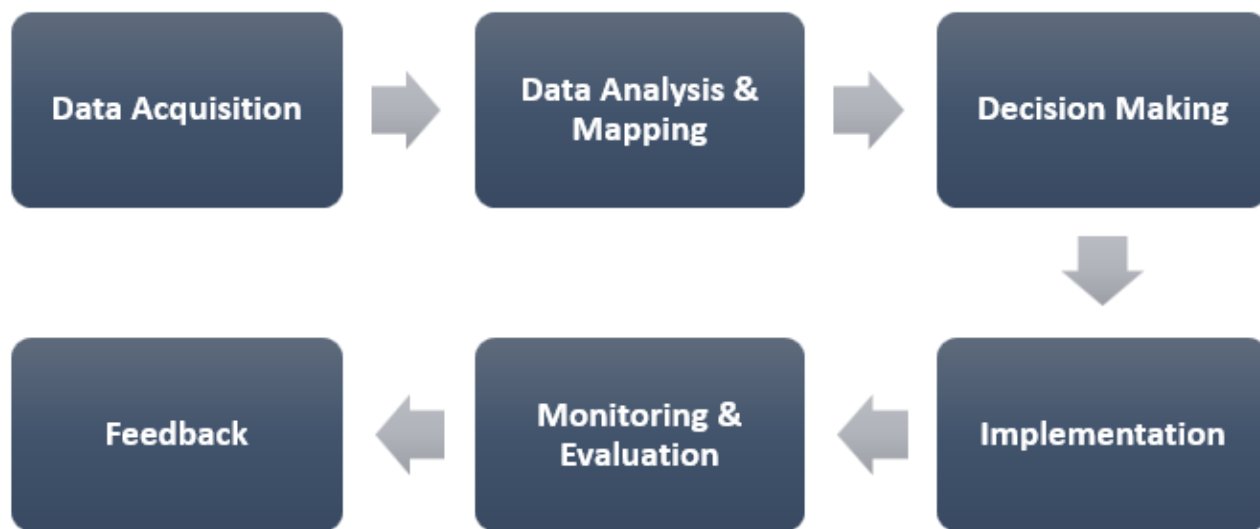 Data Acquisition
Data Analysis &
Mapping
Decision Making
Implementation
Monitoring &
Evaluation
Feedback